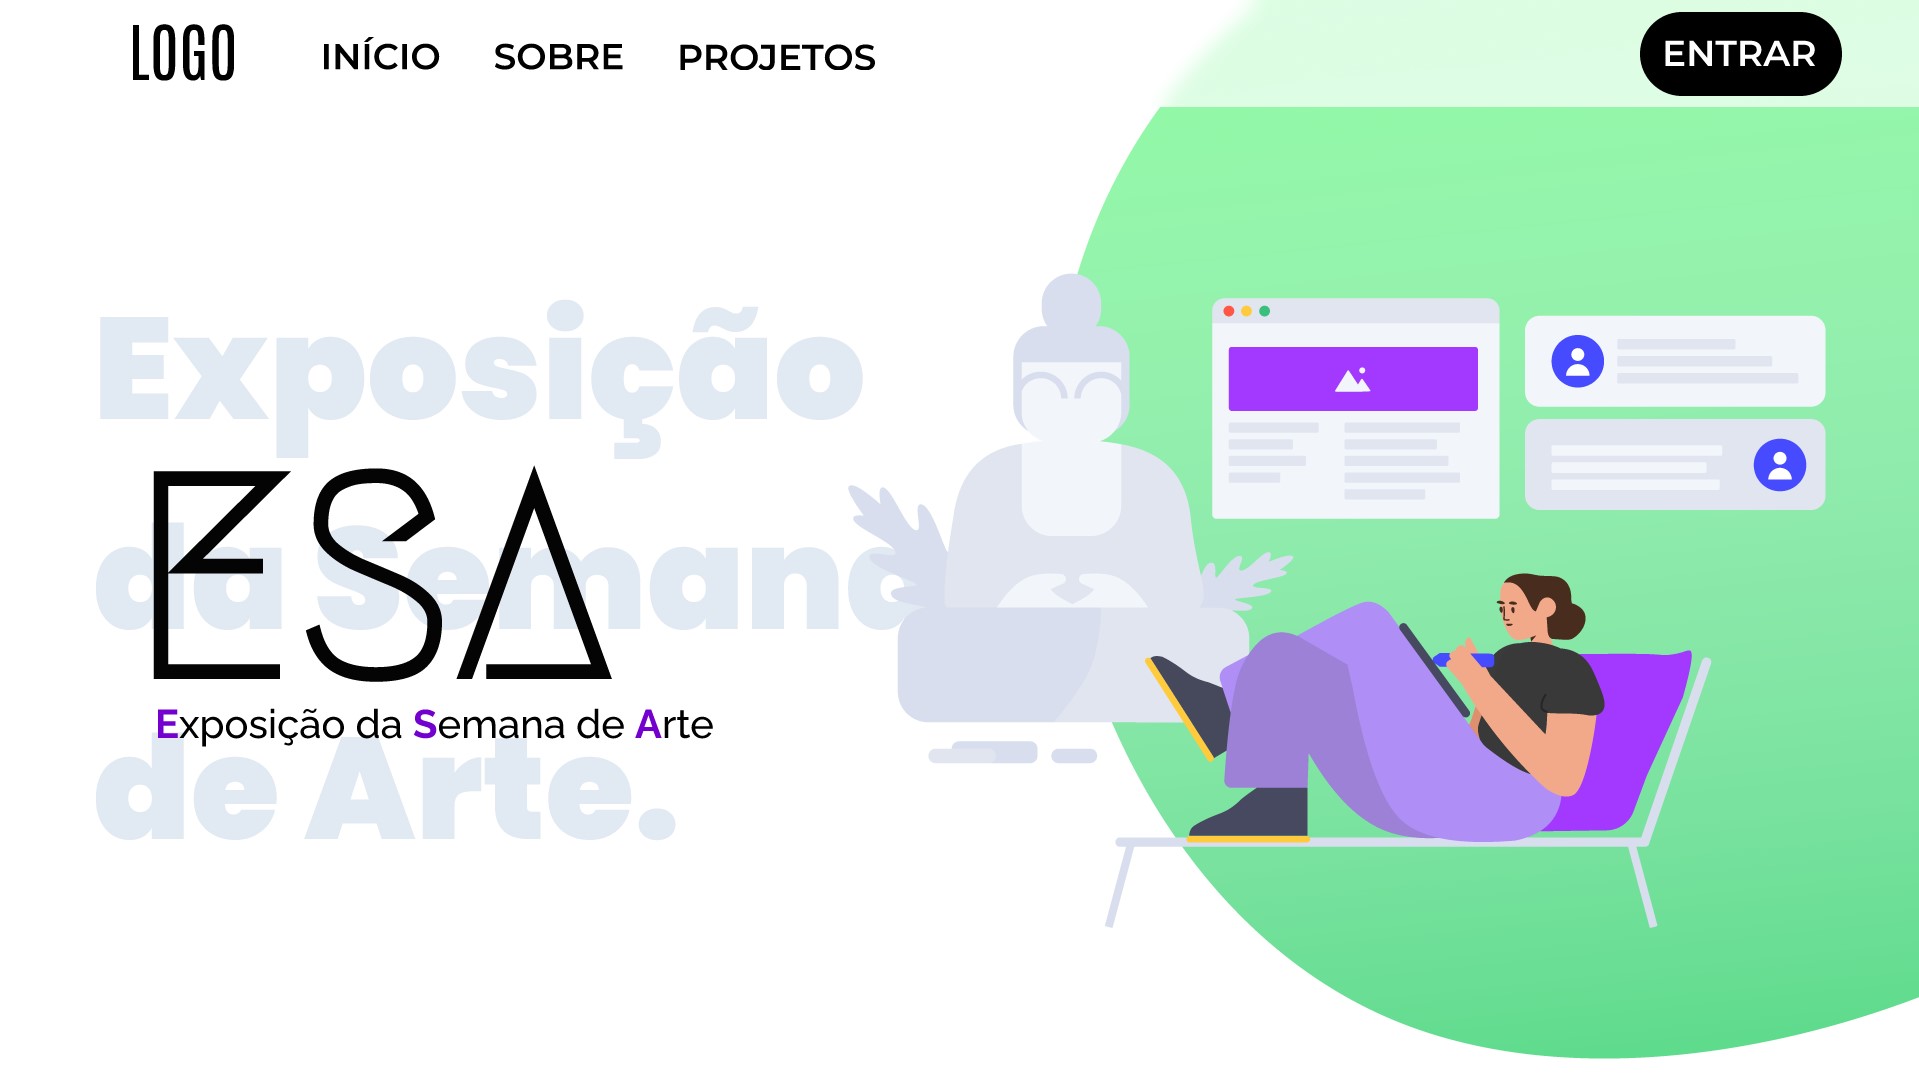 LOGO INÍCIO SOBRE PROJETOS ENTRAR
Exposição
da Semana
de Arte.
ESA
Exposição da Semana de Arte